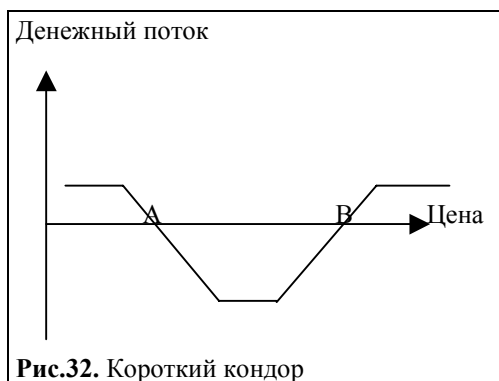 Денежный поток
А В Цена
Рис.32. Короткий кондор